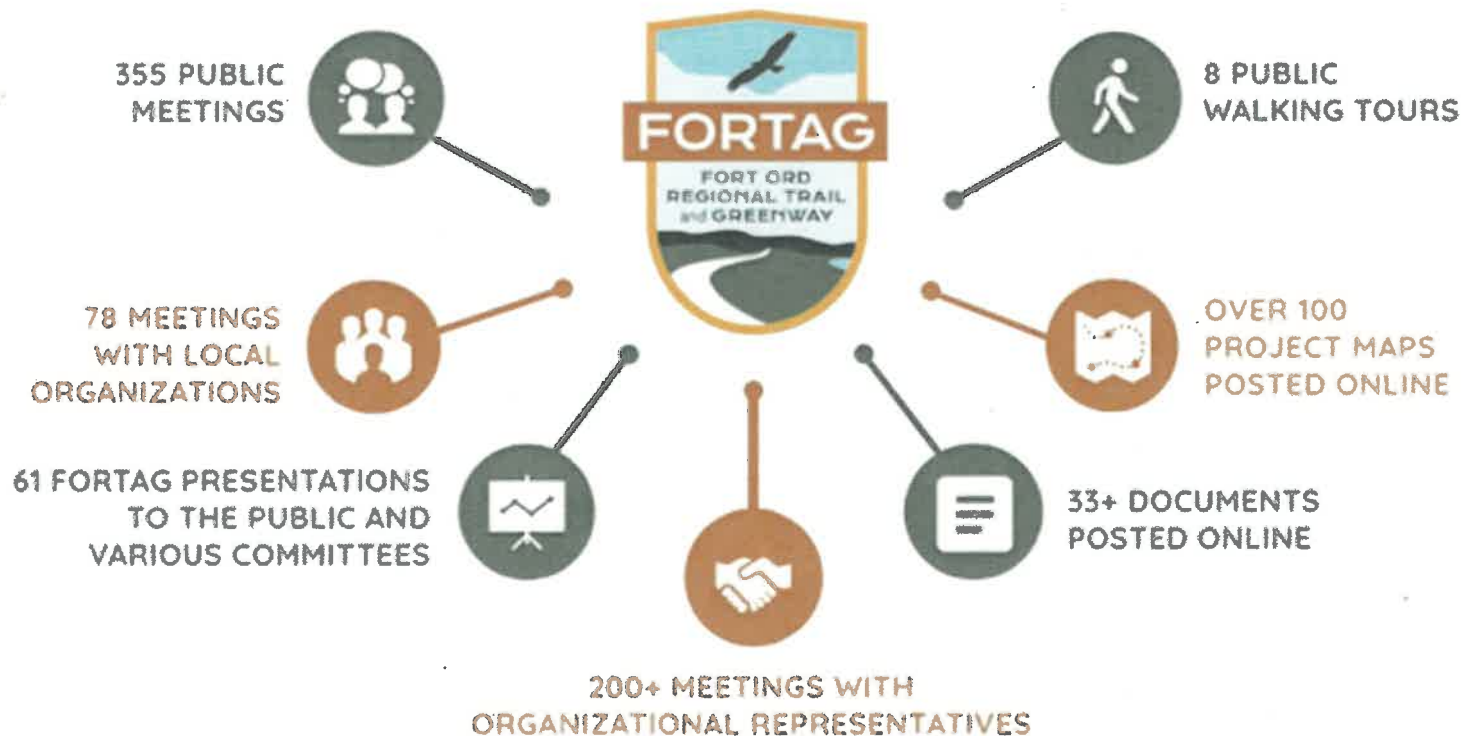 355 PUBLIC
MEETINGS
FORTAG
FORT ORD
REGIONAL TRAIL
and GREENWAY
8 PUBLIC
WALKING TOURS
78 MEETINGS
WITH LOCAL
ORGANIZATIONS
OVER 100
PROJECT MAPS
POSTED ONLINE
61 FORTAG PRESENTATIONS
TO THE PUBLIC AND
VARIOUS COMMITTEES
33+ DOCUMENTS
POSTED ONLINE
200+ MEETINGS WITH
ORGANIZATIONAL REPRESENTATIVES